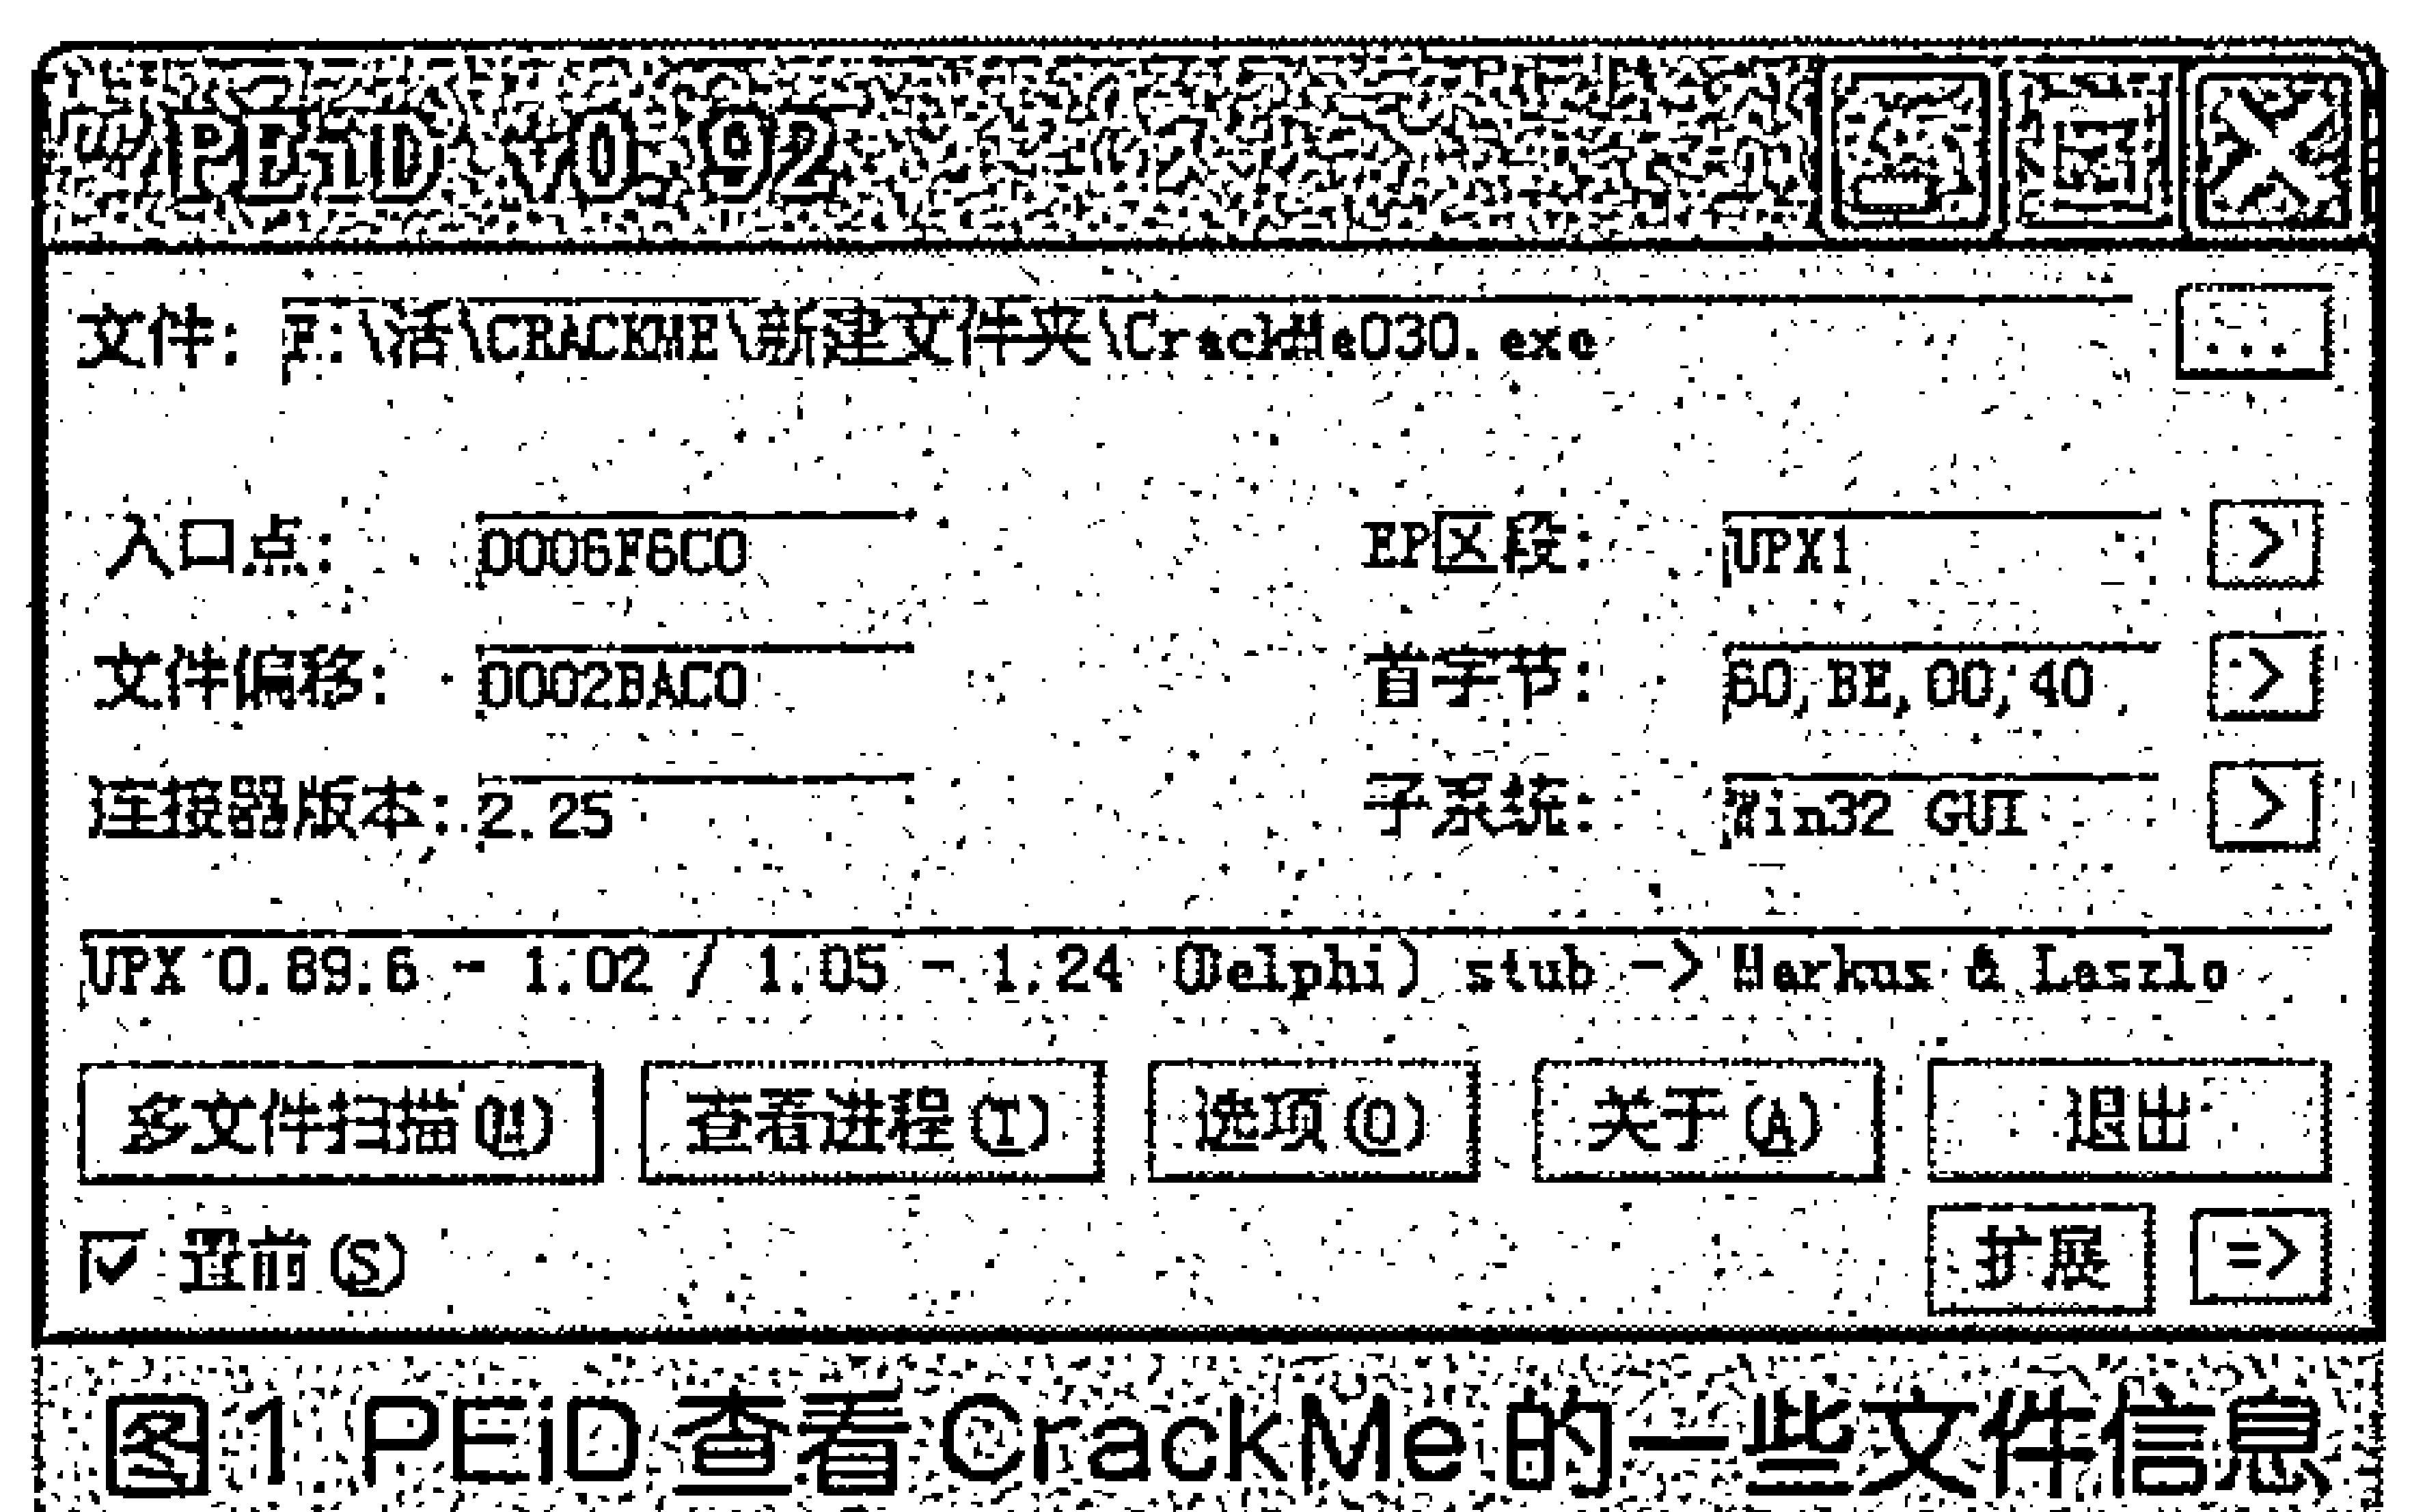 PEiD v0.92
文件: F:\活\CRACKME\新建文件夹\CrackMe030.exe ...
入口点: 0006F6C0 EP区段: UPX1 >
文件偏移: 0002BAC0 首字节: 60,BE,00,40 >
连接器版本: 2.25 子系统: Win32 GUI >
UPX 0.89.6 - 1.02 / 1.05 - 1.24 (Delphi) stub -> Markus & Laszlo
多文件扫描(M) 查看进程(T) 选项(O) 关于(A) 退出
置前(S) 扩展 =>
图1 PEiD查看CrackMe的一些文件信息